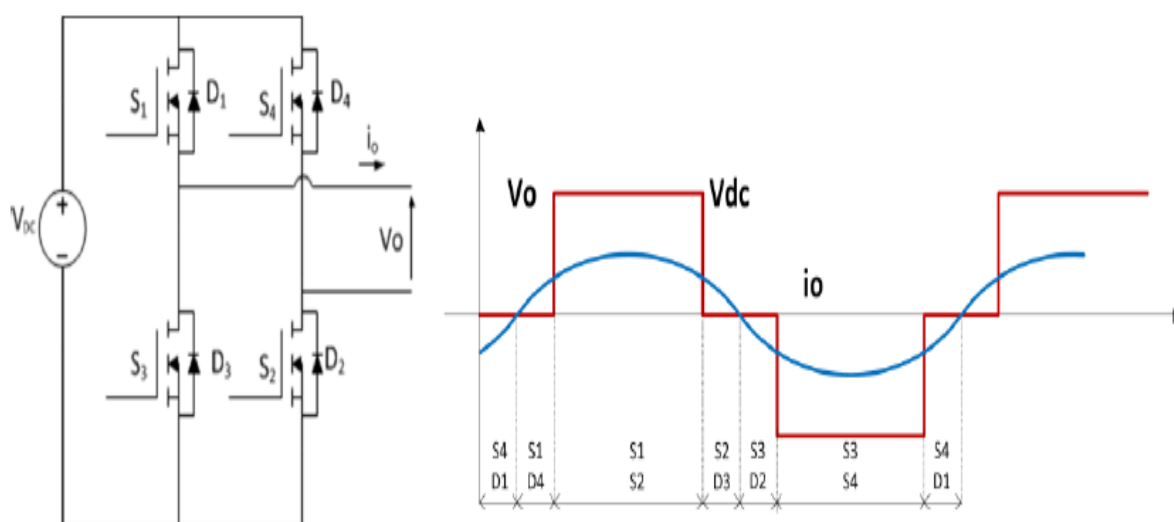 S1 D1 S4 D4
io
+
VDC
−
Vo
S3 D3 S2 D2
Vo Vdc
io
S4 S1 S1 S2 S3 S3 S4
D1 D4 S2 D3 D2 S4 D1